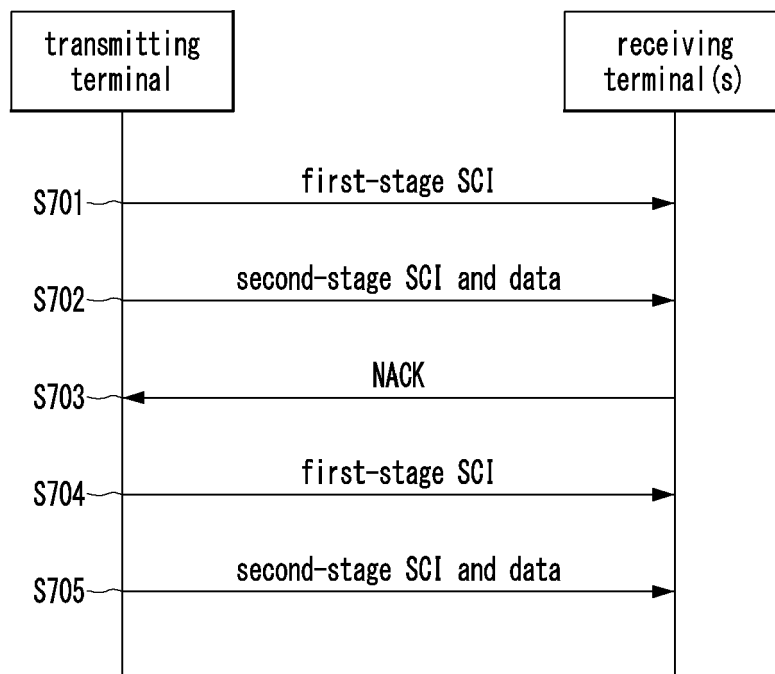 transmitting
terminal
receiving
terminal(s)
first-stage SCI
S701
second-stage SCI and data
S702
NACK
S703
first-stage SCI
S704
second-stage SCI and data
S705